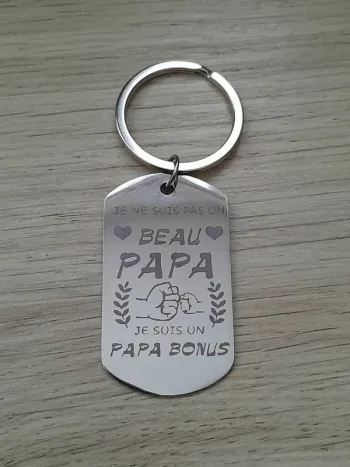 JE NE SUIS PAS UN
BEAU
PAPA
JE SUIS UN
PAPA BONUS